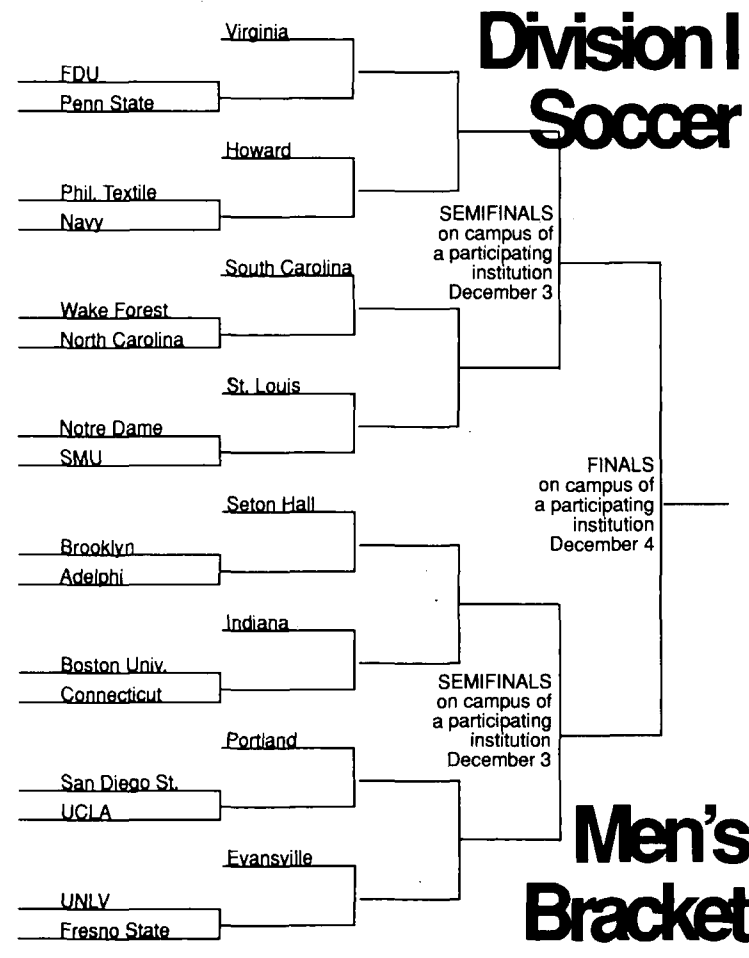 Division I
Soccer
Virginia
FDU
Penn State
Howard
Phil. Textile
Navy
SEMIFINALS
on campus of
a participating
institution
December 3
South Carolina
Wake Forest
North Carolina
St. Louis
Notre Dame
SMU
FINALS
on campus of
a participating
institution
December 4
Seton Hall
Brooklyn
Adelphi
Indiana
Boston Univ.
Connecticut
SEMIFINALS
on campus of
a participating
institution
December 3
Portland
San Diego St.
UCLA
Evansville
UNLV
Fresno State
Men's
Bracket